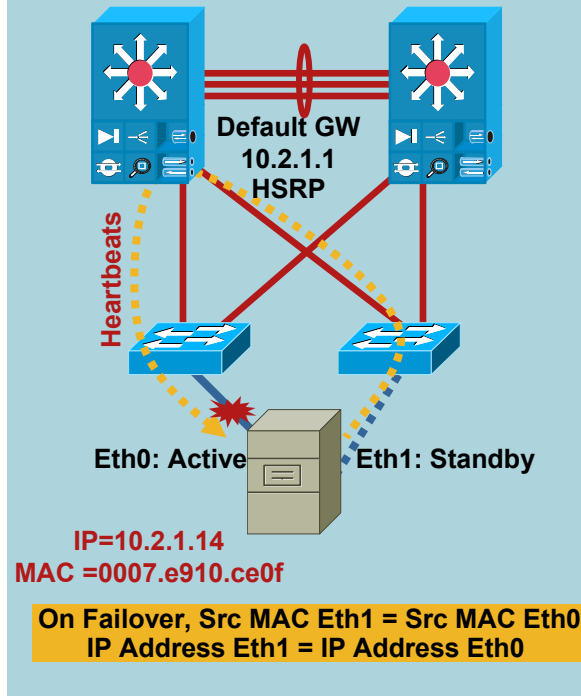 Default GW
10.2.1.1
HSRP
Heartbeats
Eth0: Active
Eth1: Standby
IP=10.2.1.14
MAC =0007.e910.ce0f
On Failover, Src MAC Eth1 = Src MAC Eth0
IP Address Eth1 = IP Address Eth0